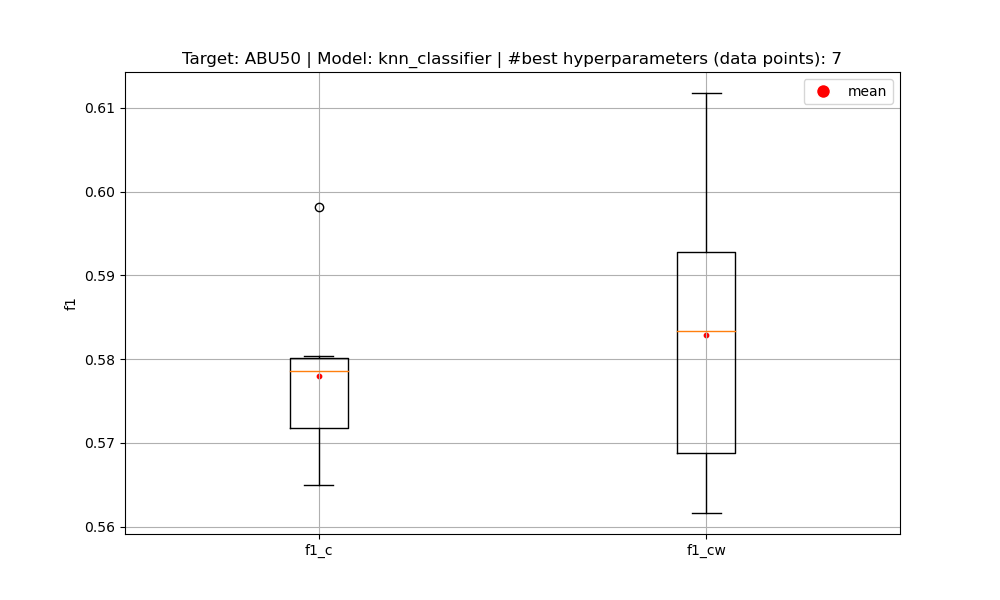 Target: ABU50 | Model: knn_classifier | #best hyperparameters (data points): 7
mean
0.61
0.60
0.59
0.58
0.57
0.56
f1
f1_c
f1_cw